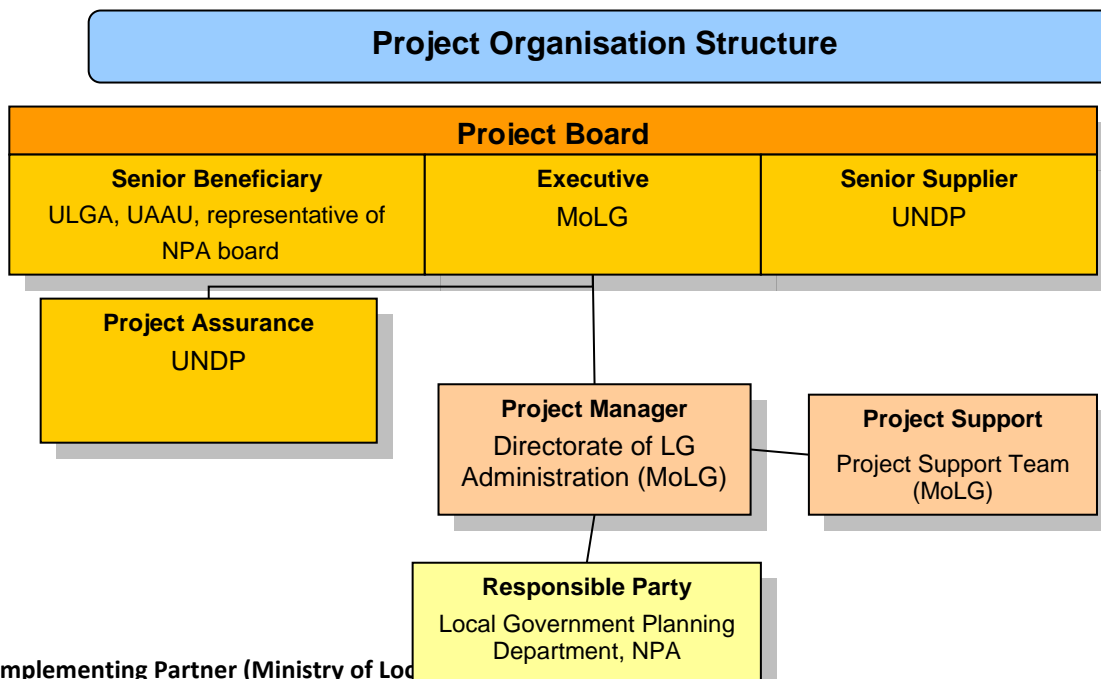 Project Organisation Structure
Project Board
Senior Beneficiary
ULGA, UAAU, representative of
NPA board
Executive
MoLG
Senior Supplier
UNDP
Project Assurance
UNDP
Project Manager
Directorate of LG
Administration (MoLG)
Project Support
Project Support Team
(MoLG)
Responsible Party
Local Government Planning
Department, NPA
mplementing Partner (Ministry of